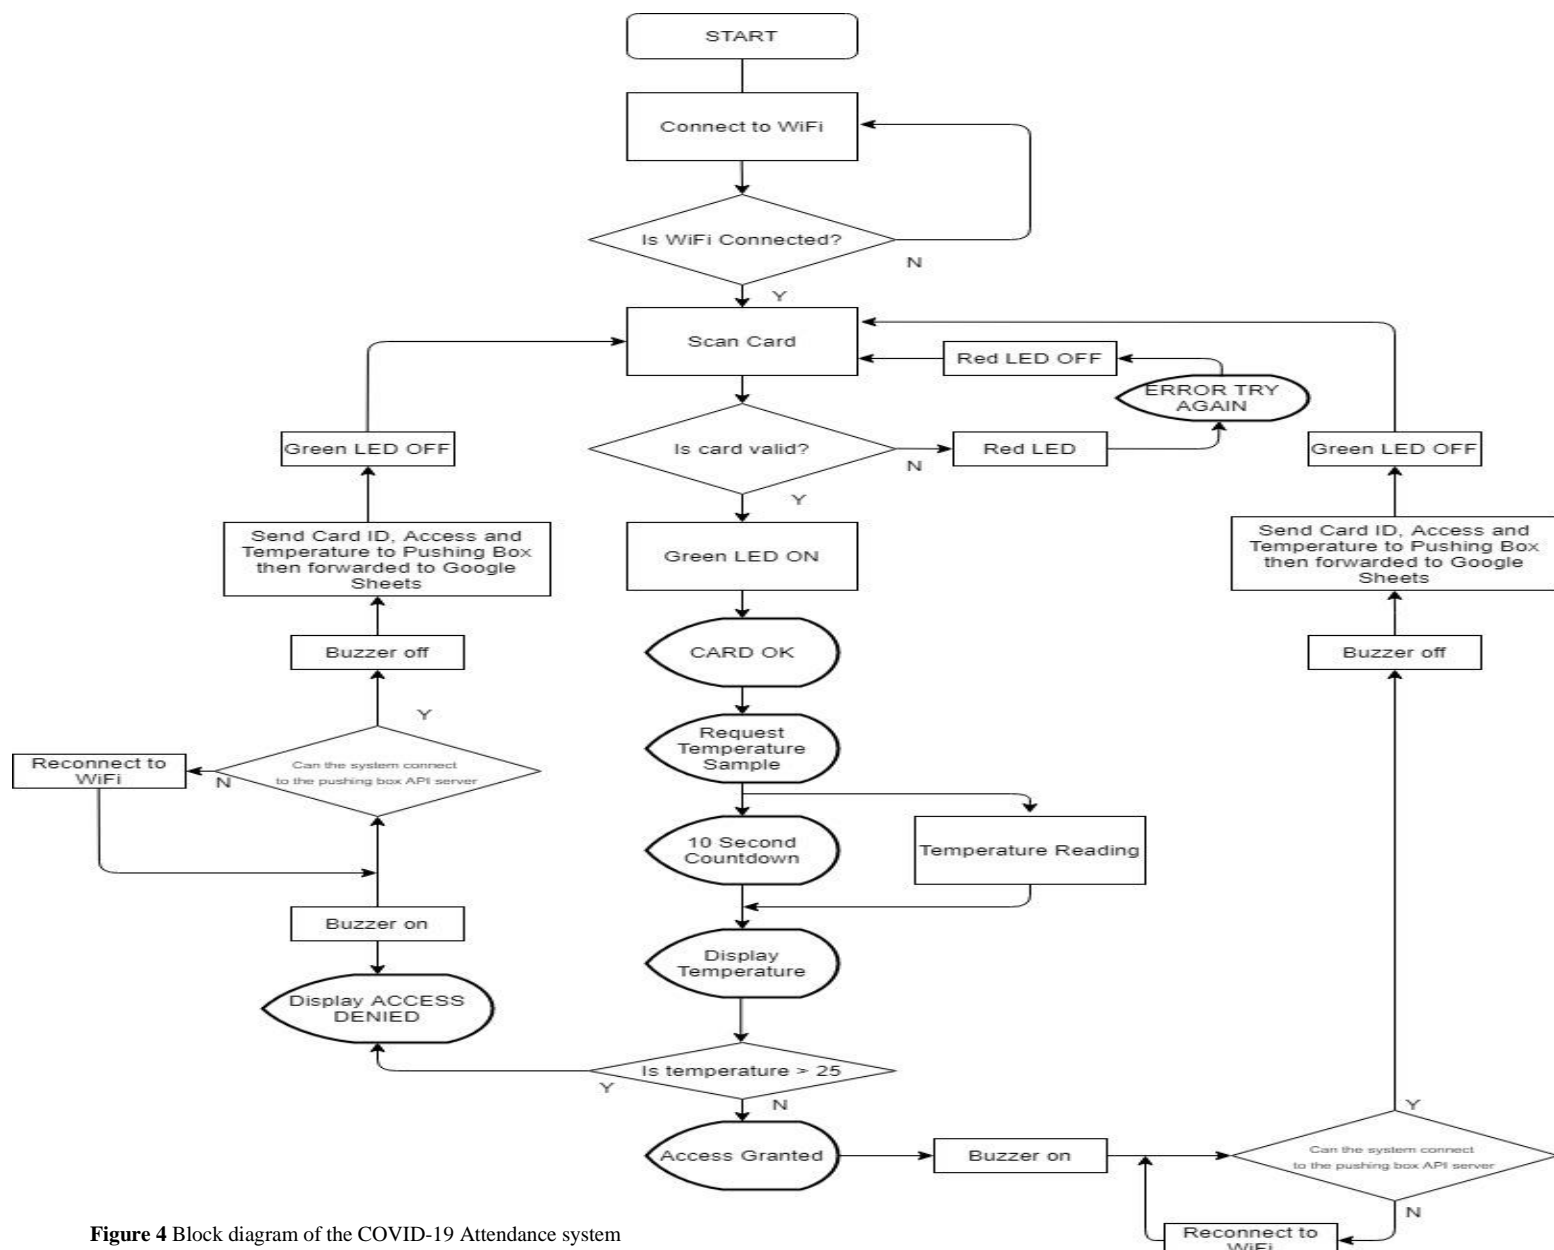 START
Connect to WiFi
Is WiFi Connected?
N
Y
Scan Card
Red LED OFF
ERROR TRY
AGAIN
Is card valid?
N
Red LED
Y
Green LED OFF
Green LED OFF
Send Card ID, Access and
Temperature to Pushing Box
then forwarded to Google
Sheets
Green LED ON
Send Card ID, Access and
Temperature to Pushing Box
then forwarded to Google
Sheets
Buzzer off
CARD OK
Buzzer off
Y
Request
Temperature
Sample
Reconnect to
WiFi
N
Can the system connect
to the pushing box API server
10 Second
Countdown
Temperature Reading
Buzzer on
Display
Temperature
Display ACCESS
DENIED
Is temperature > 25
Y
N
Access Granted
Buzzer on
Y
Can the system connect
to the pushing box API server
N
Reconnect to
WiFi
Figure 4 Block diagram of the COVID-19 Attendance system